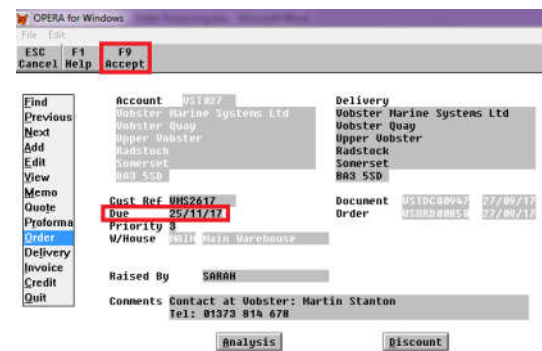 OPERA for Windows
File Edit
ESC F1 F9
Cancel Help Accept
Find
Previous
Next
Add
Edit
View
Memo
Quote
Proforma
Order
Delivery
Invoice
Credit
Quit
Account VST027
Vobster Marine Systems Ltd
Vobster Quay
Upper Vobster
Radstock
Somerset
BA3 5SD
Delivery
Vobster Marine Systems Ltd
Vobster Quay
Upper Vobster
Radstock
Somerset
BA3 5SD
Cust Ref VMS2617
Due 25/11/17
Priority 3
W/House MAIN Main Warehouse
Document 27/09/17
Order 27/09/17
Raised By SARAH
Comments Contact at Vobster: Martin Stanton
Tel: 01373 814 678
Analysis Discount